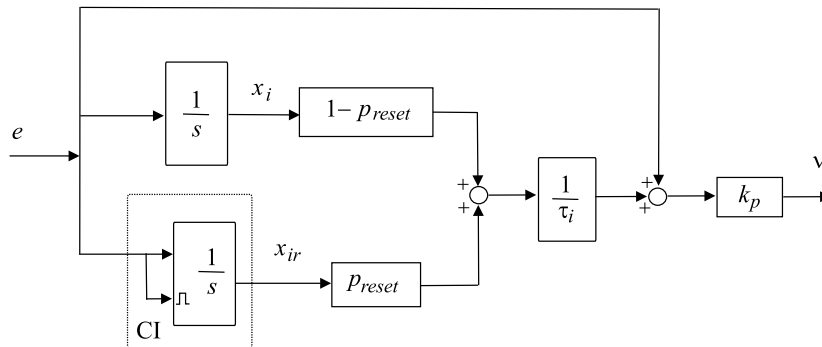 e
1
s
x_i
1– p_reset
+
+
1
τ_i
+
+
k_p
v
1
s
x_ir
p_reset
CI